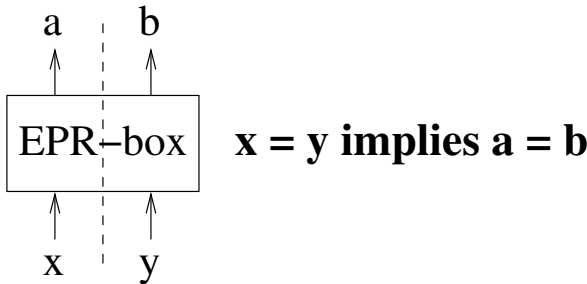 a b
EPR-box x = y implies a = b
x y